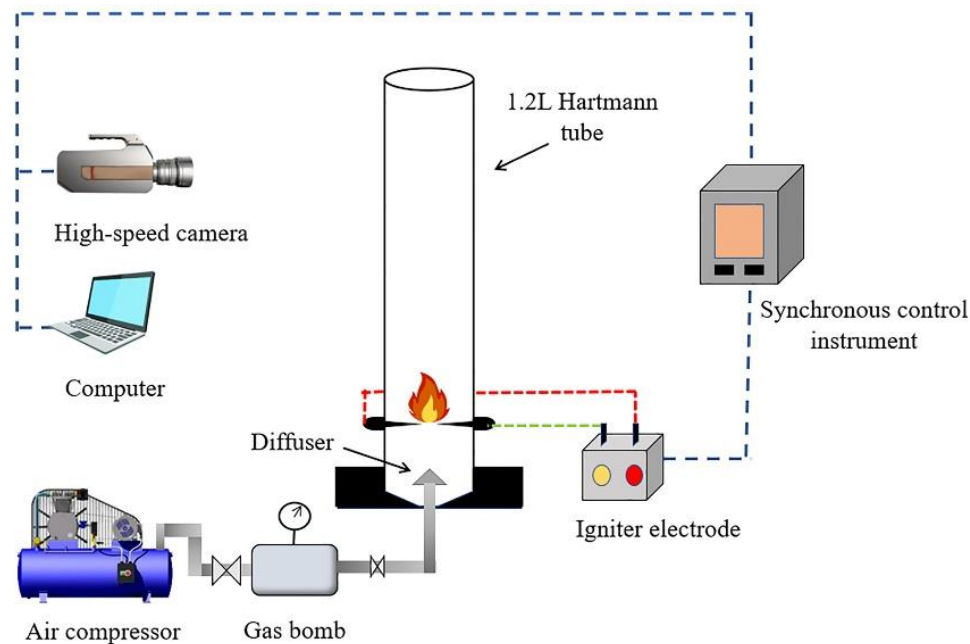 1.2L Hartmann
tube
High-speed camera
Synchronous control
instrument
Computer
Diffuser
Igniter electrode
Air compressor
Gas bomb